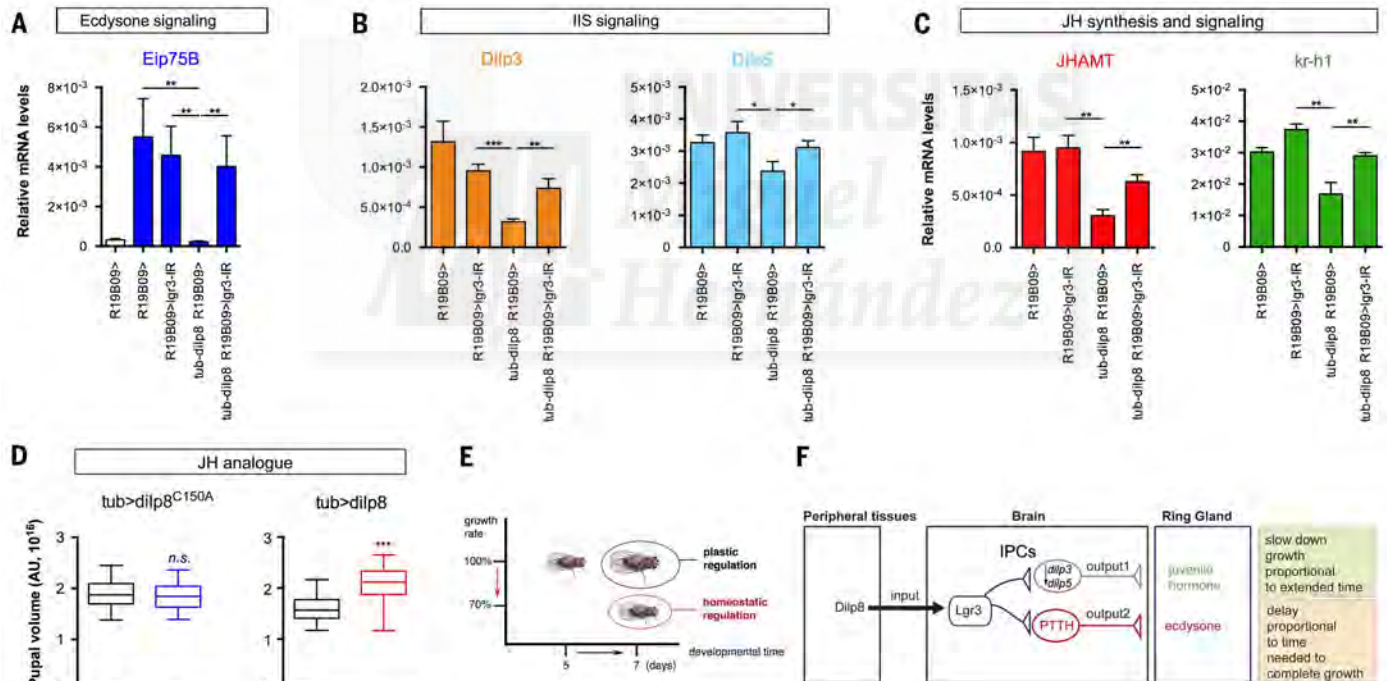 A
Ecdysone signaling
Eip75B
Relative mRNA levels
8×10⁻³
6×10⁻³
4×10⁻³
2×10⁻³
0
**
** **
R19B09>
R19B09>
R19B09>lgr3-IR
tub-dilp8 R19B09>
tub-dilp8 R19B09>lgr3-IR
B
IIS signaling
Dilp3
2.0×10⁻³
1.5×10⁻³
1.0×10⁻³
5.0×10⁻⁴
0.0
*** **
R19B09>
R19B09>lgr3-IR
tub-dilp8 R19B09>
tub-dilp8 R19B09>lgr3-IR
Dilp5
5×10⁻³
4×10⁻³
3×10⁻³
2×10⁻³
1×10⁻³
0
* *
R19B09>
R19B09>lgr3-IR
tub-dilp8 R19B09>
tub-dilp8 R19B09>lgr3-IR
C
JH synthesis and signaling
JHAMT
Relative mRNA levels
1.5×10⁻³
1.0×10⁻³
5.0×10⁻⁴
0.0
**
**
R19B09>
R19B09>lgr3-IR
tub-dilp8 R19B09>
tub-dilp8 R19B09>lgr3-IR
kr-h1
5×10⁻²
4×10⁻²
3×10⁻²
2×10⁻²
1×10⁻²
0
**
**
R19B09>
R19B09>lgr3-IR
tub-dilp8 R19B09>
tub-dilp8 R19B09>lgr3-IR
UNIVERSITAS
Miguel
Hernández
D
JH analogue
tub>dilp8ᶜ¹⁵⁰ᴬ
Pupal volume (AU, 10¹⁶)
3
2
1
n.s.
tub>dilp8
3
2
1
***
E
growth
rate
100%
70%
plastic
regulation
homeostatic
regulation
developmental time
5
7 (days)
F
Peripheral tissues
Brain
Ring Gland
IPCs
Dilp8
input
Lgr3
dilp3
dilp5
output1
juvenile
hormone
PTTH
output2
ecdysone
slow down
growth
proportional
to extended time
delay
proportional
to time
needed to
complete growth